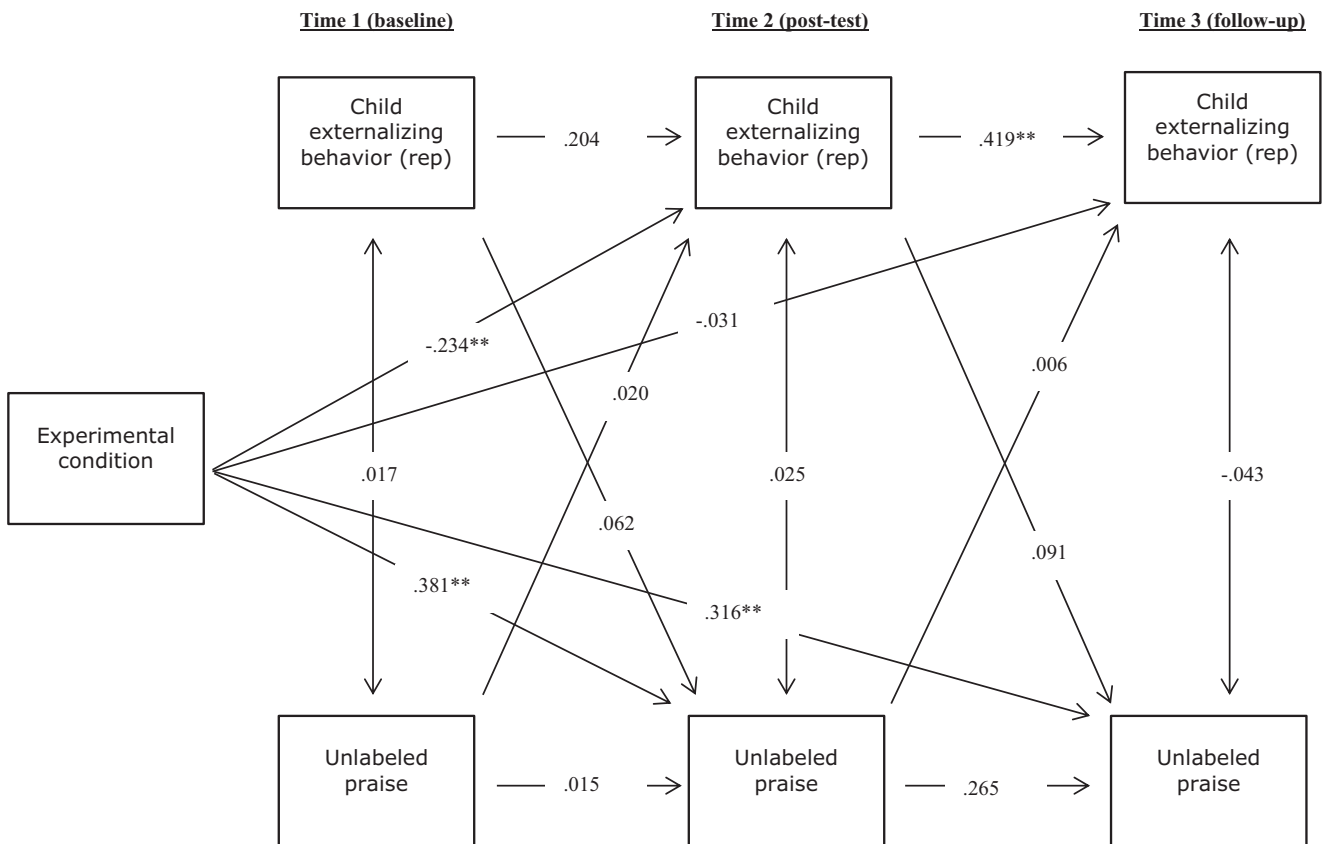 Time 1 (baseline)
Time 2 (post-test)
Time 3 (follow-up)
Child
externalizing
behavior (rep)
.204
Child
externalizing
behavior (rep)
.419**
Child
externalizing
behavior (rep)
-.031
-.234**
.006
.020
Experimental
condition
.017
.025
-.043
.062
.091
.381**
.316**
Unlabeled
praise
.015
Unlabeled
praise
.265
Unlabeled
praise